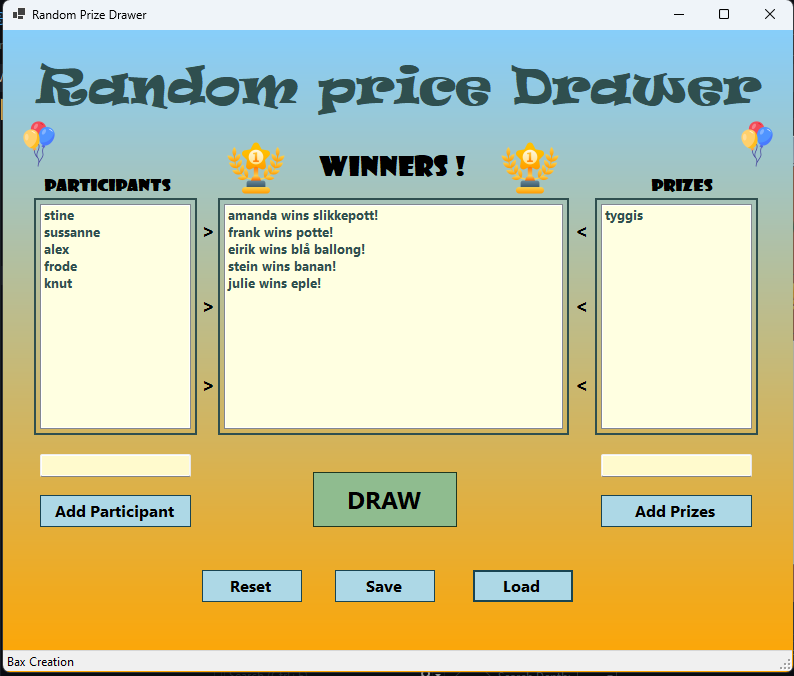 Random Prize Drawer
Random price Drawer
WINNERS !
PARTICIPANTS
PRIZES
1
1
stine
sussanne
alex
frode
knut
>
>
>
amanda wins slikkepott!
frank wins potte!
eirik wins blå ballong!
stein wins banan!
julie wins eple!
<
<
<
tyggis
Add Participant
DRAW
Add Prizes
Reset
Save
Load
Bax Creation